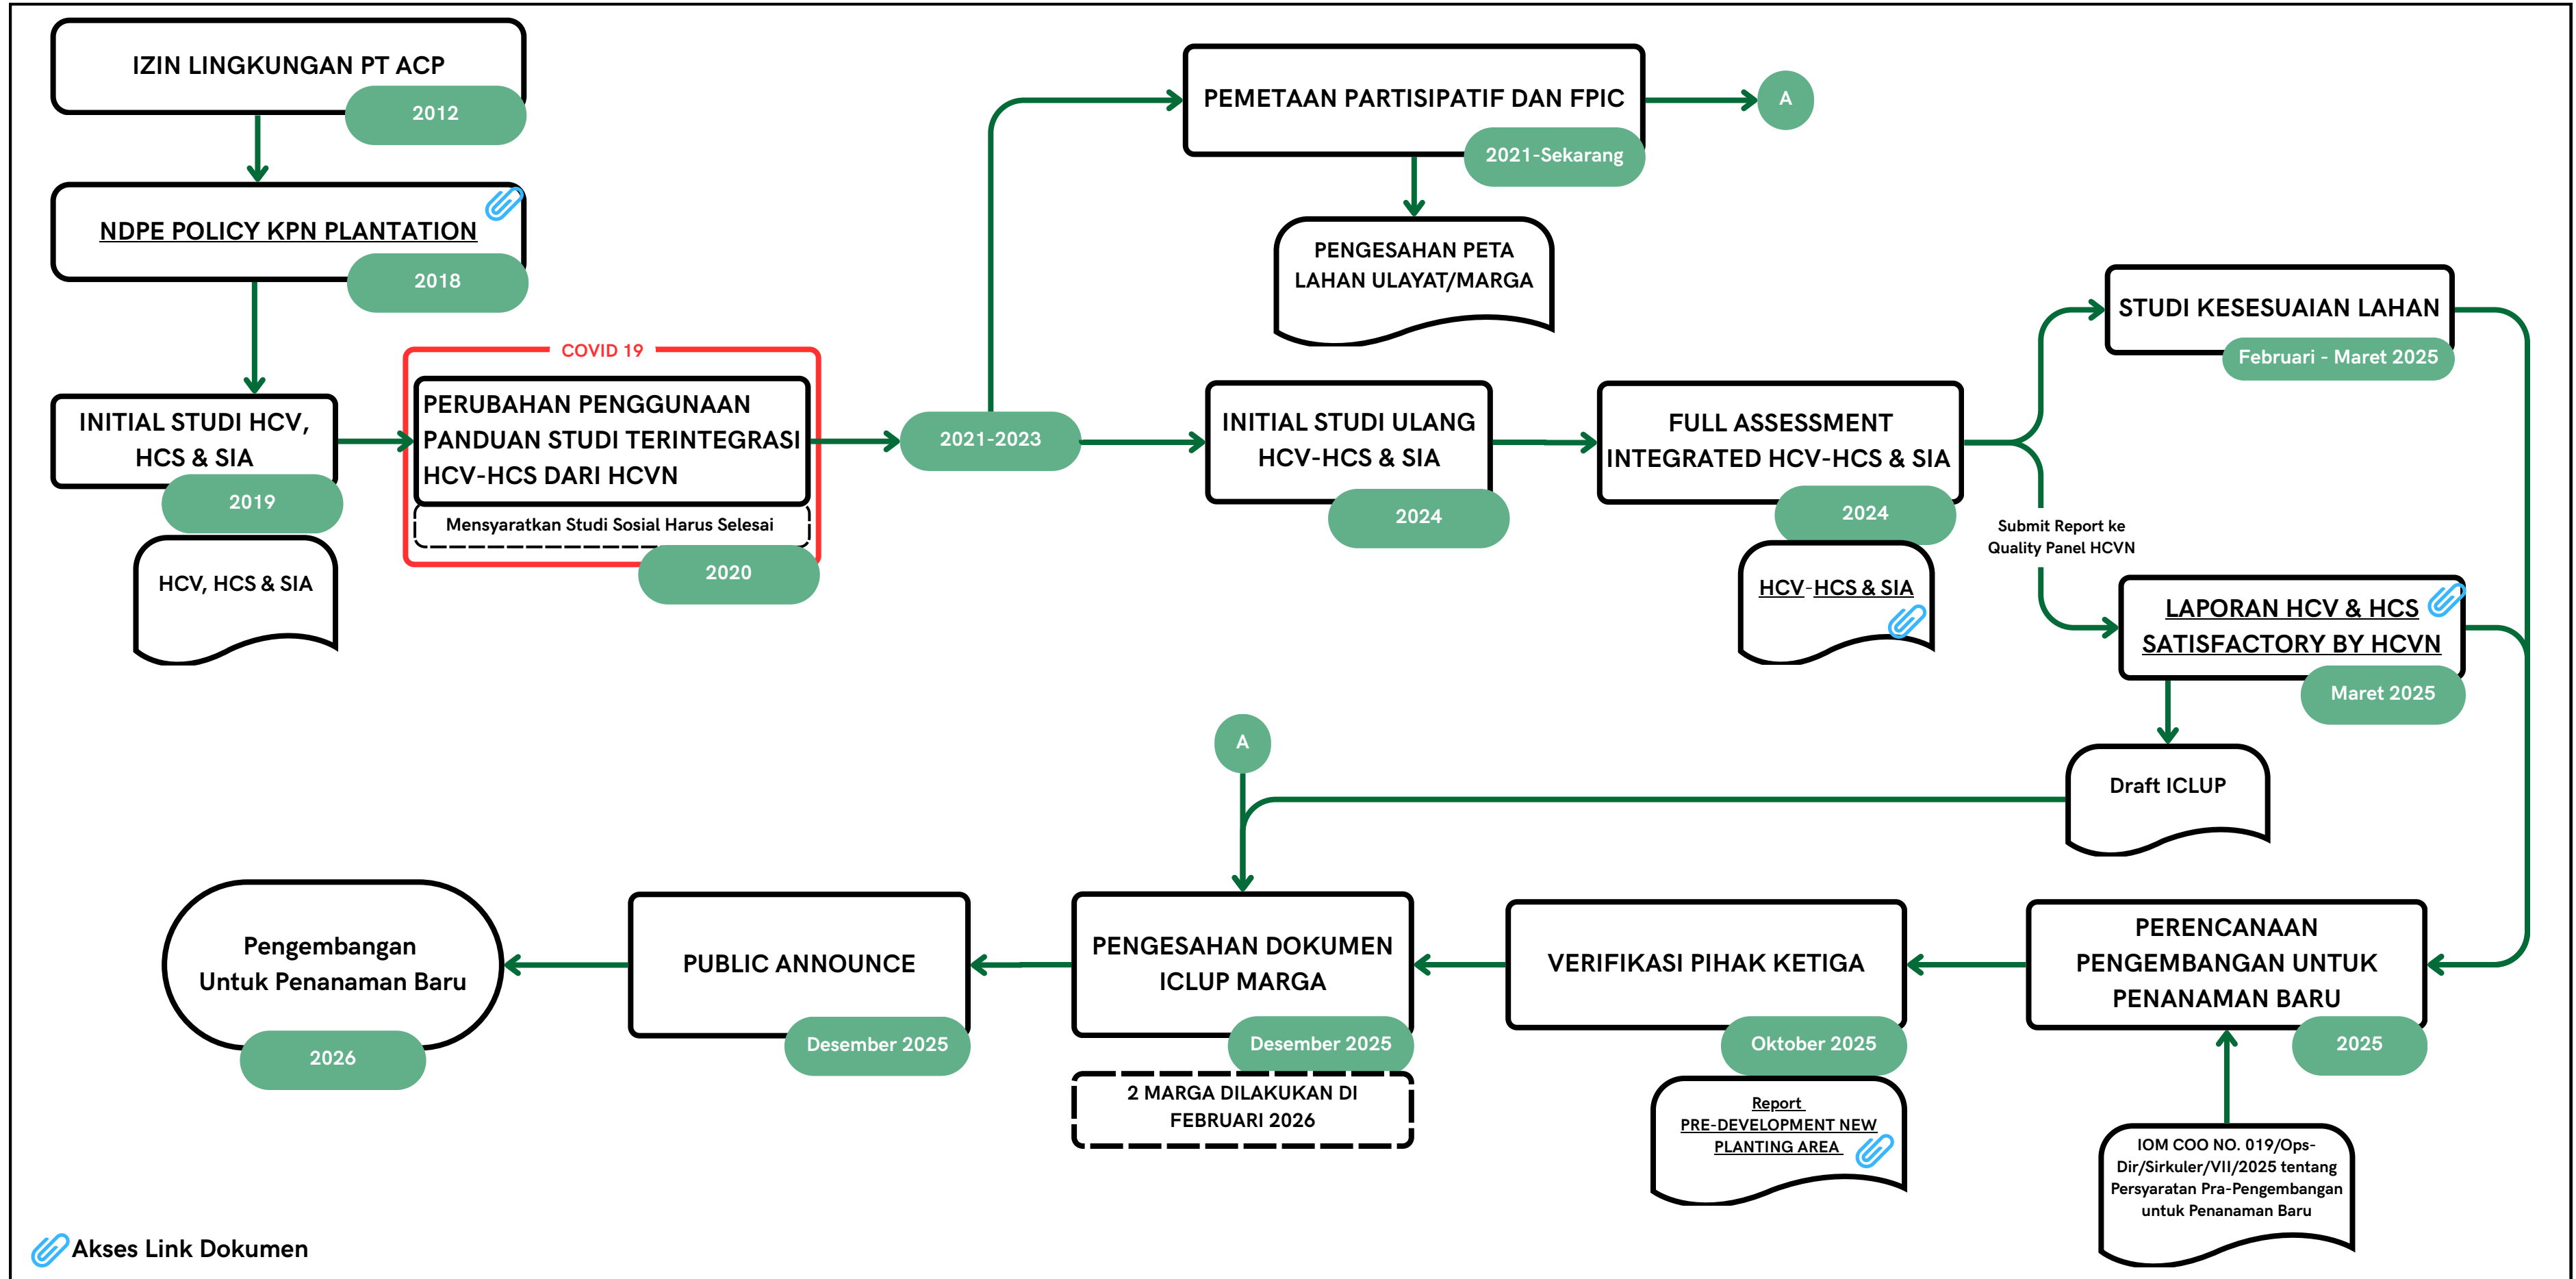 IZIN LINGKUNGAN PT ACP
2012
NDPE POLICY KPN PLANTATION
2018
INITIAL STUDI HCV,
HCS & SIA
2019
HCV, HCS & SIA
COVID 19
PERUBAHAN PENGGUNAAN
PANDUAN STUDI TERINTEGRASI
HCV-HCS DARI HCVN
Mensyaratkan Studi Sosial Harus Selesai
2020
2021-2023
PEMETAAN PARTISIPATIF DAN FPIC
2021-Sekarang
A
PENGESAHAN PETA
LAHAN ULAYAT/MARGA
INITIAL STUDI ULANG
HCV-HCS & SIA
2024
FULL ASSESSMENT
INTEGRATED HCV-HCS & SIA
2024
HCV-HCS & SIA
STUDI KESESUAIAN LAHAN
Februari - Maret 2025
Submit Report ke
Quality Panel HCVN
LAPORAN HCV & HCS
SATISFACTORY BY HCVN
Maret 2025
Draft ICLUP
A
PERENCANAAN
PENGEMBANGAN UNTUK
PENANAMAN BARU
2025
IOM COO NO. 019/Ops-
Dir/Sirkuler/VII/2025 tentang
Persyaratan Pra-Pengembangan
untuk Penanaman Baru
VERIFIKASI PIHAK KETIGA
Oktober 2025
Report
PRE-DEVELOPMENT NEW
PLANTING AREA
PENGESAHAN DOKUMEN
ICLUP MARGA
Desember 2025
2 MARGA DILAKUKAN DI
FEBRUARI 2026
PUBLIC ANNOUNCE
Desember 2025
Pengembangan
Untuk Penanaman Baru
2026
Akses Link Dokumen